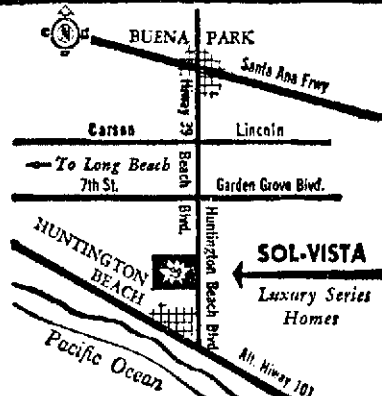 BUENA PARK
Santa Ana Frwy
Hiway 39
Carson Lincoln
To Long Beach
7th St. Garden Grove Blvd.
Beach Blvd.
HUNTINGTON BEACH
Huntington Beach Blvd.
SOL-VISTA
Luxury Series
Homes
Pacific Ocean
Alt. Hiway 101